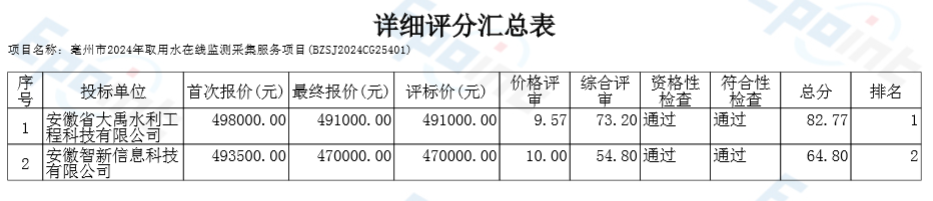 详细评分汇总表
项目名称：亳州市2024年取用水在线监测采集服务项目(BZSJ2024CG25401)
序号 投标单位 首次报价(元) 最终报价(元) 评标价(元) 价格评审 综合评审 资格性检查 符合性检查 总分 排名
1 安徽省大禹水利工程科技有限公司 498000.00 491000.00 491000.00 9.57 73.20 通过 通过 82.77 1
2 安徽智新信息科技有限公司 493500.00 470000.00 470000.00 10.00 54.80 通过 通过 64.80 2
Epoint